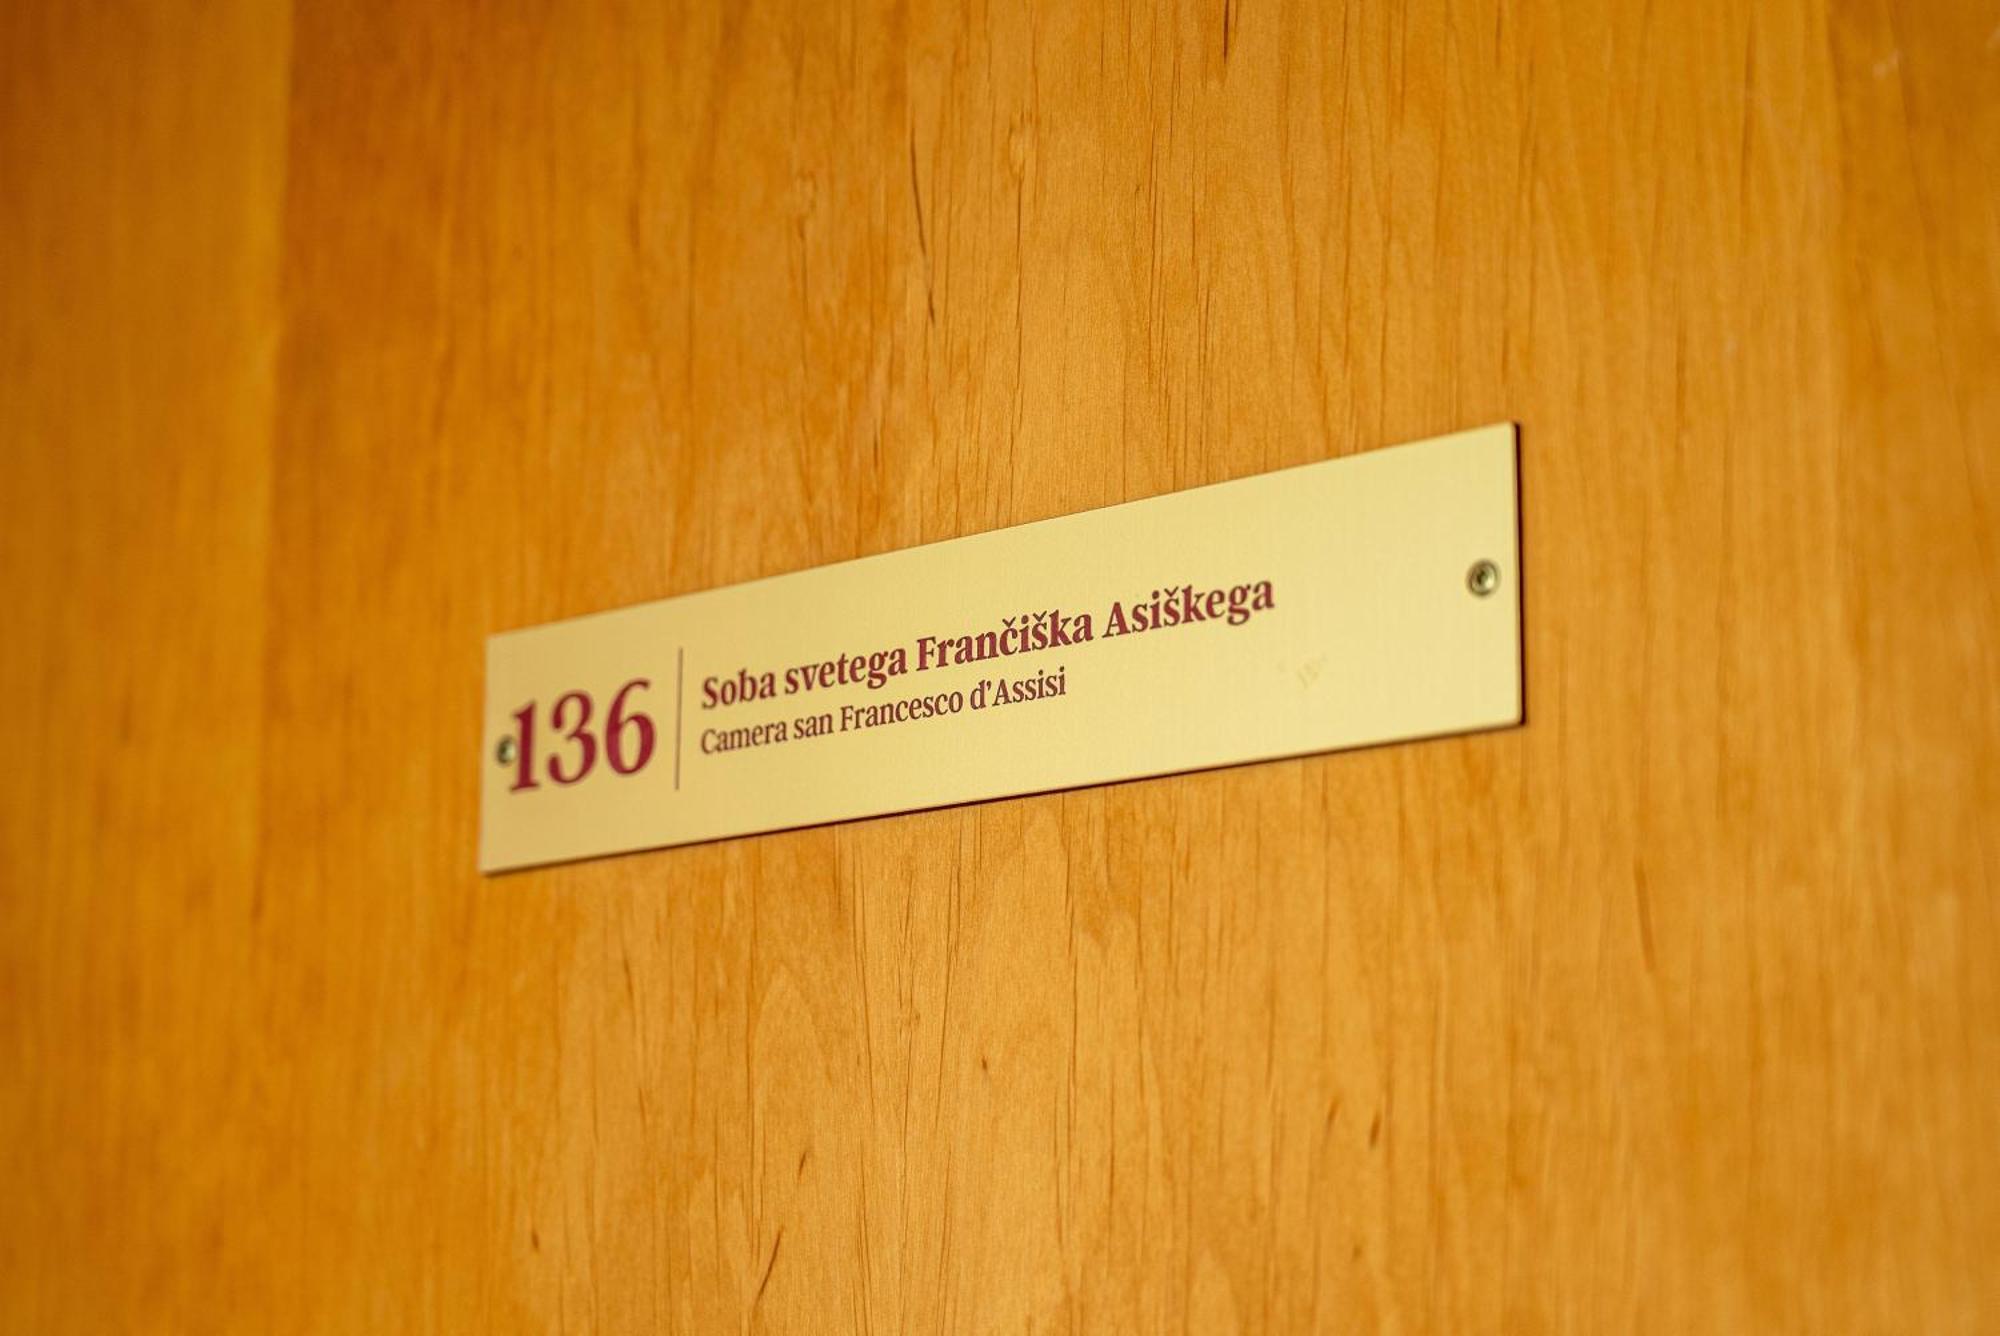 136
Soba svetega Frančiška Asiškega
Camera san Francesco d'Assisi